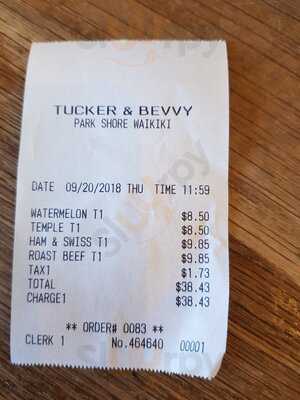 TUCKER & BEVVY
PARK SHORE WAIKIKI
DATE 09/20/2018 THU TIME 11:59
WATERMELON T1 $8.50
TEMPLE T1 $8.50
HAM & SWISS T1 $9.85
ROAST BEEF T1 $9.85
TAX1 $1.73
TOTAL $38.43
CHARGE1 $38.43
** ORDER# 0083 **
CLERK 1 No.464640 00001
Sluurpy